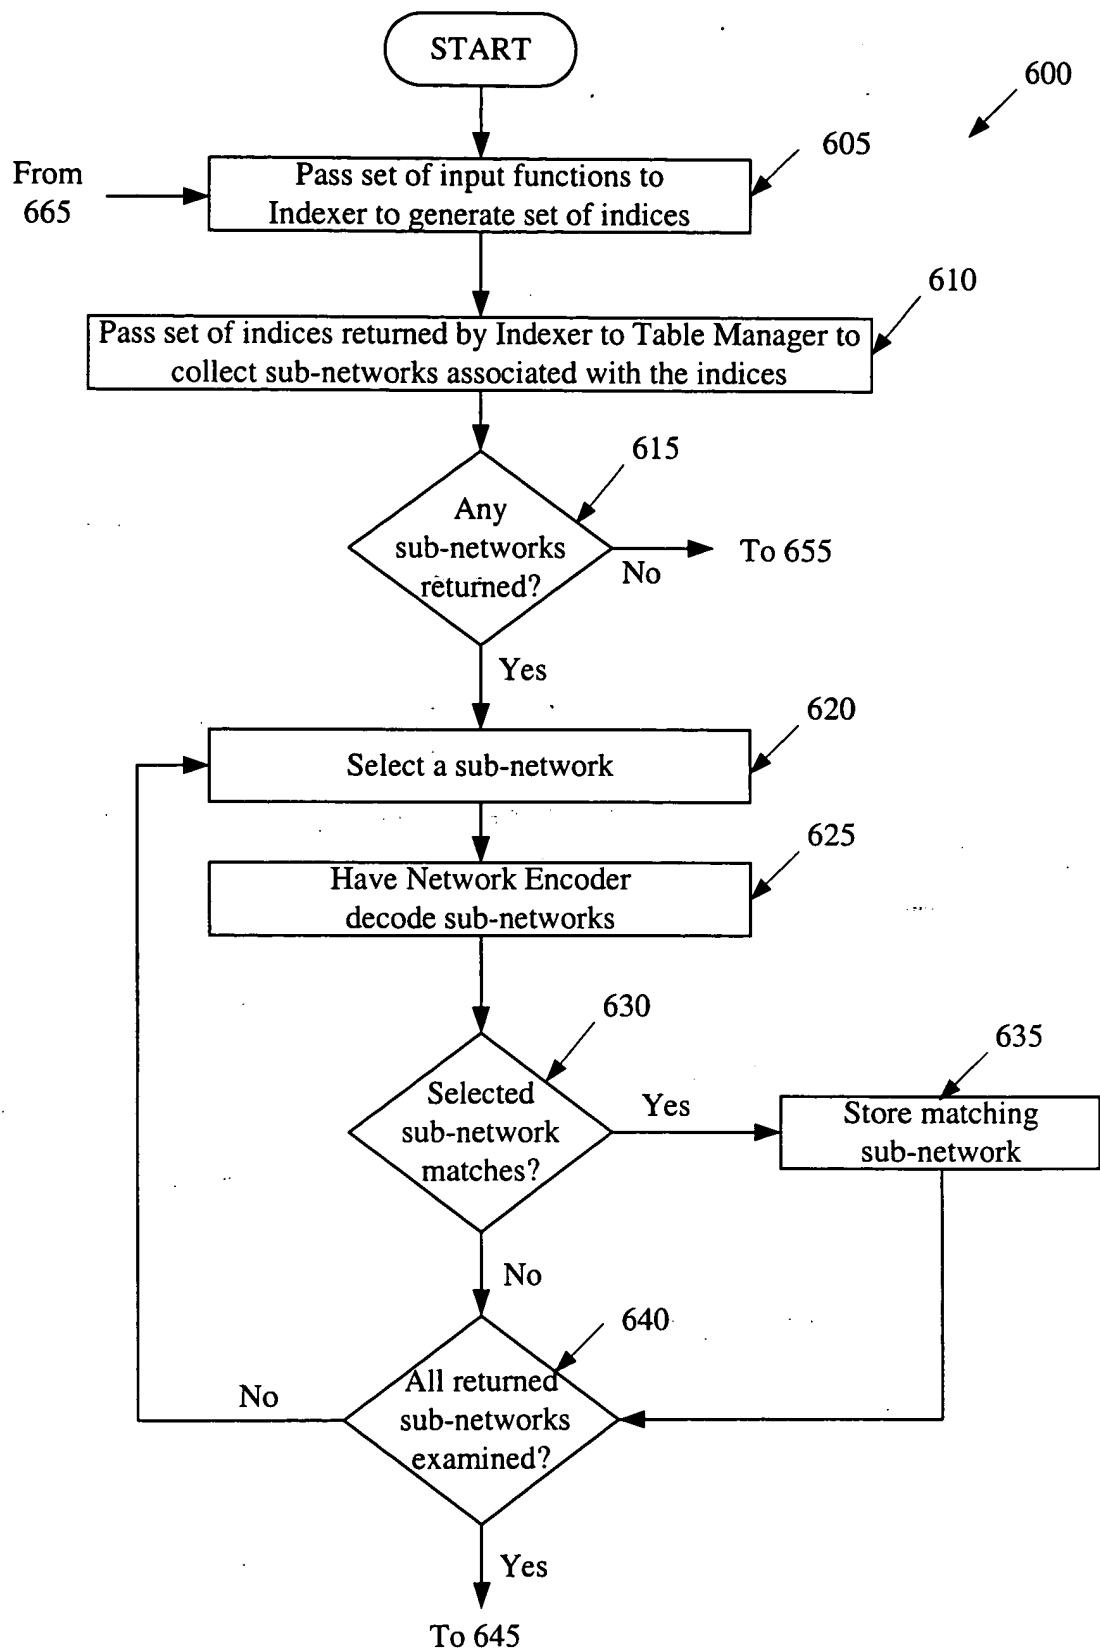 START
600
605
From
665
Pass set of input functions to
Indexer to generate set of indices
610
Pass set of indices returned by Indexer to Table Manager to
collect sub-networks associated with the indices
615
Any
sub-networks
returned?
No
To 655
Yes
620
Select a sub-network
625
Have Network Encoder
decode sub-networks
630
Selected
sub-network
matches?
Yes
635
Store matching
sub-network
No
640
All returned
sub-networks
examined?
No
Yes
To 645